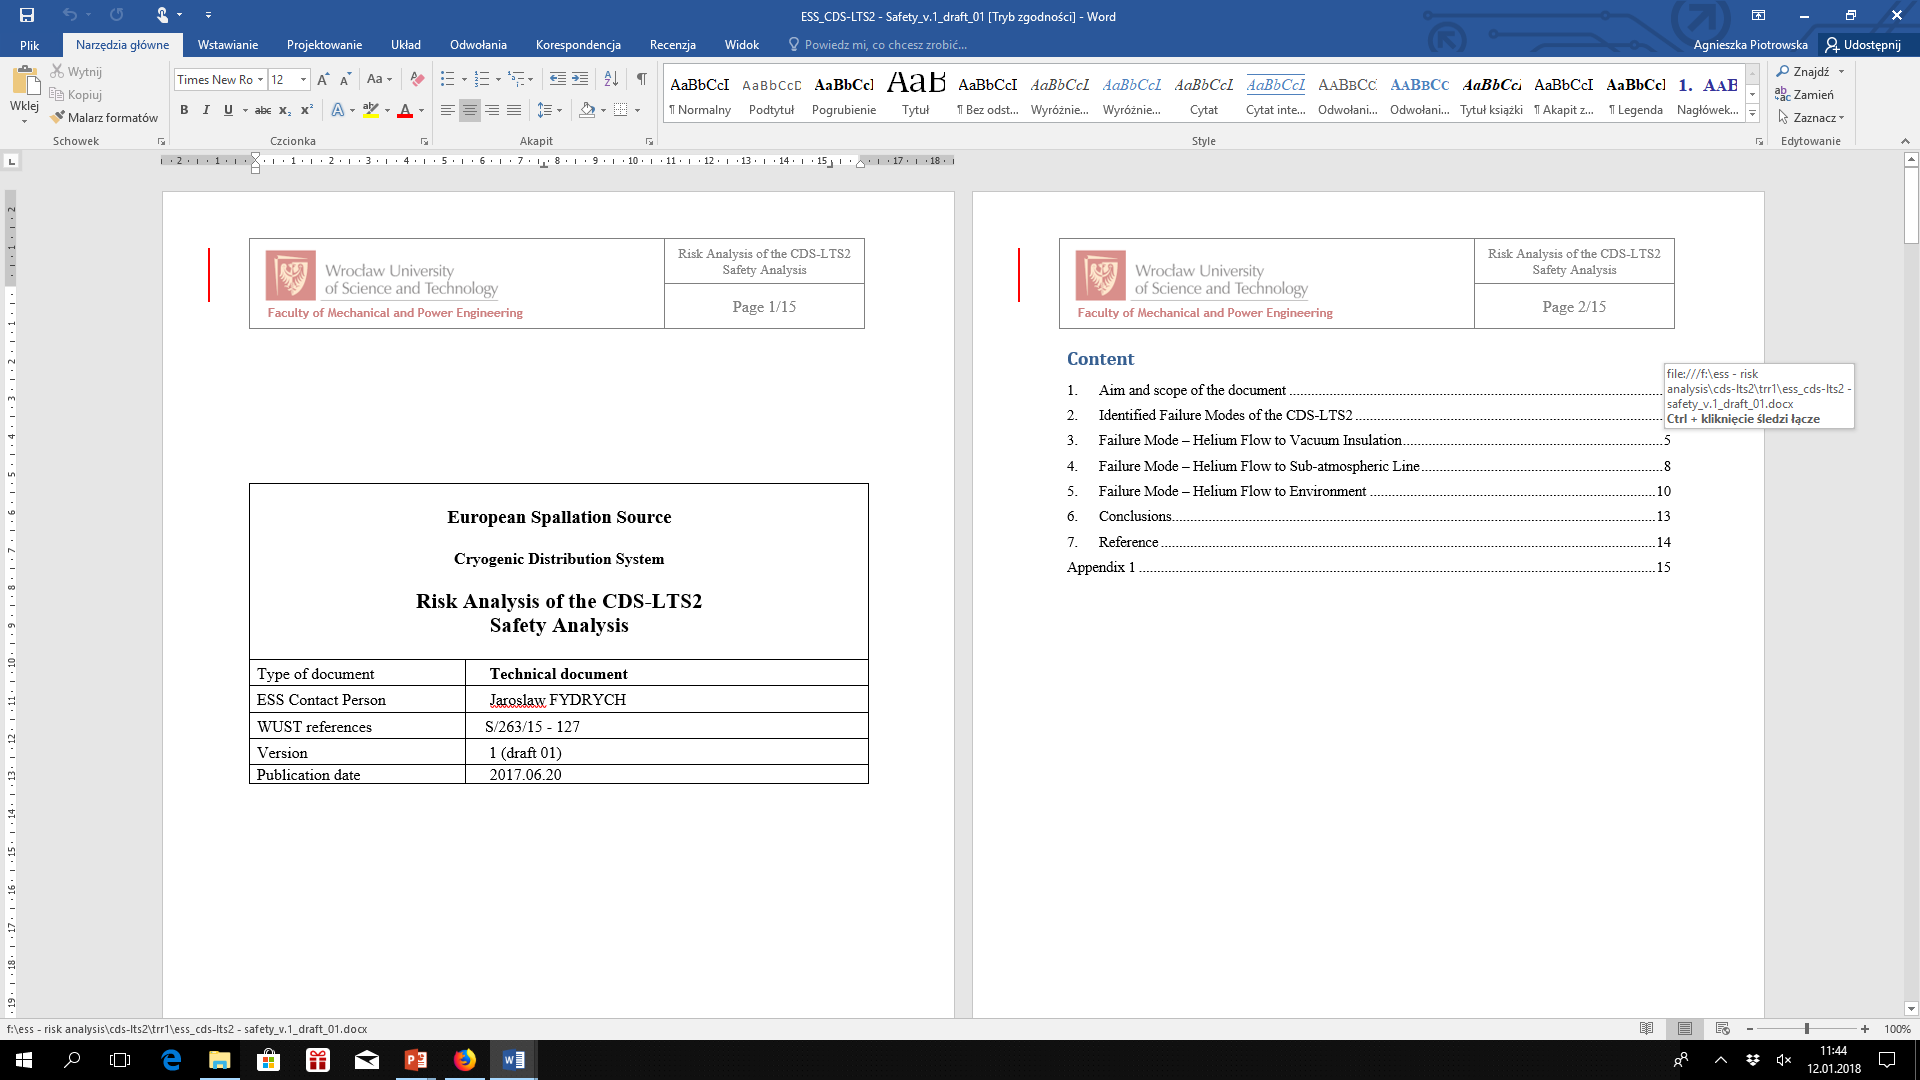 ESS_CDS-LTS2 - Safety_v.1_draft_01 [Tryb zgodności] - Word
Plik
Narzędzia główne
Wstawianie
Projektowanie
Układ
Odwołania
Korespondencja
Recenzja
Widok
Powiedz mi, co chcesz zrobić...
Agnieszka Piotrowska
Udostępnij
Wklej
Wytnij
Kopiuj
Malarz formatów
Schowek
Times New Ro
12
Czcionka
Akapit
AaBbCcI
¶ Normalny
AaBbCcD
Podtytuł
AaBbCcI
Pogrubienie
AaB
Tytuł
AaBbCcI
¶ Bez odst...
AaBbCcL
Wyróżnie...
AaBbCcL
Wyróżnie...
AaBbCcL
Cytat
AaBbCcL
Cytat inte...
AaBbCc
Odwołani...
AaBbCc
Odwołani...
AaBbCcI
Tytuł książki
AaBbCcI
¶ Akapit z...
AaBbCcI
¶ Legenda
1. AaB
Nagłówek...
Style
Znajdź
Zamień
Zaznacz
Edytowanie
Wrocław University
of Science and Technology
Faculty of Mechanical and Power Engineering
Risk Analysis of the CDS-LTS2
Safety Analysis
Page 1/15
European Spallation Source
Cryogenic Distribution System
Risk Analysis of the CDS-LTS2
Safety Analysis
Type of document Technical document
ESS Contact Person Jaroslaw FYDRYCH
WUST references S/263/15 - 127
Version 1 (draft 01)
Publication date 2017.06.20
Wrocław University
of Science and Technology
Faculty of Mechanical and Power Engineering
Risk Analysis of the CDS-LTS2
Safety Analysis
Page 2/15
Content
1. Aim and scope of the document
2. Identified Failure Modes of the CDS-LTS2
3. Failure Mode – Helium Flow to Vacuum Insulation 5
4. Failure Mode – Helium Flow to Sub-atmospheric Line 8
5. Failure Mode – Helium Flow to Environment 10
6. Conclusions 13
7. Reference 14
Appendix 1 15
file:///f:\ess - risk
analysis\cds-lts2\trr1\ess_cds-lts2 -
safety_v.1_draft_01.docx
Ctrl + kliknięcie śledzi łącze
f:\ess - risk analysis\cds-lts2\trr1\ess_cds-lts2 - safety_v.1_draft_01.docx
100%
11:44
12.01.2018